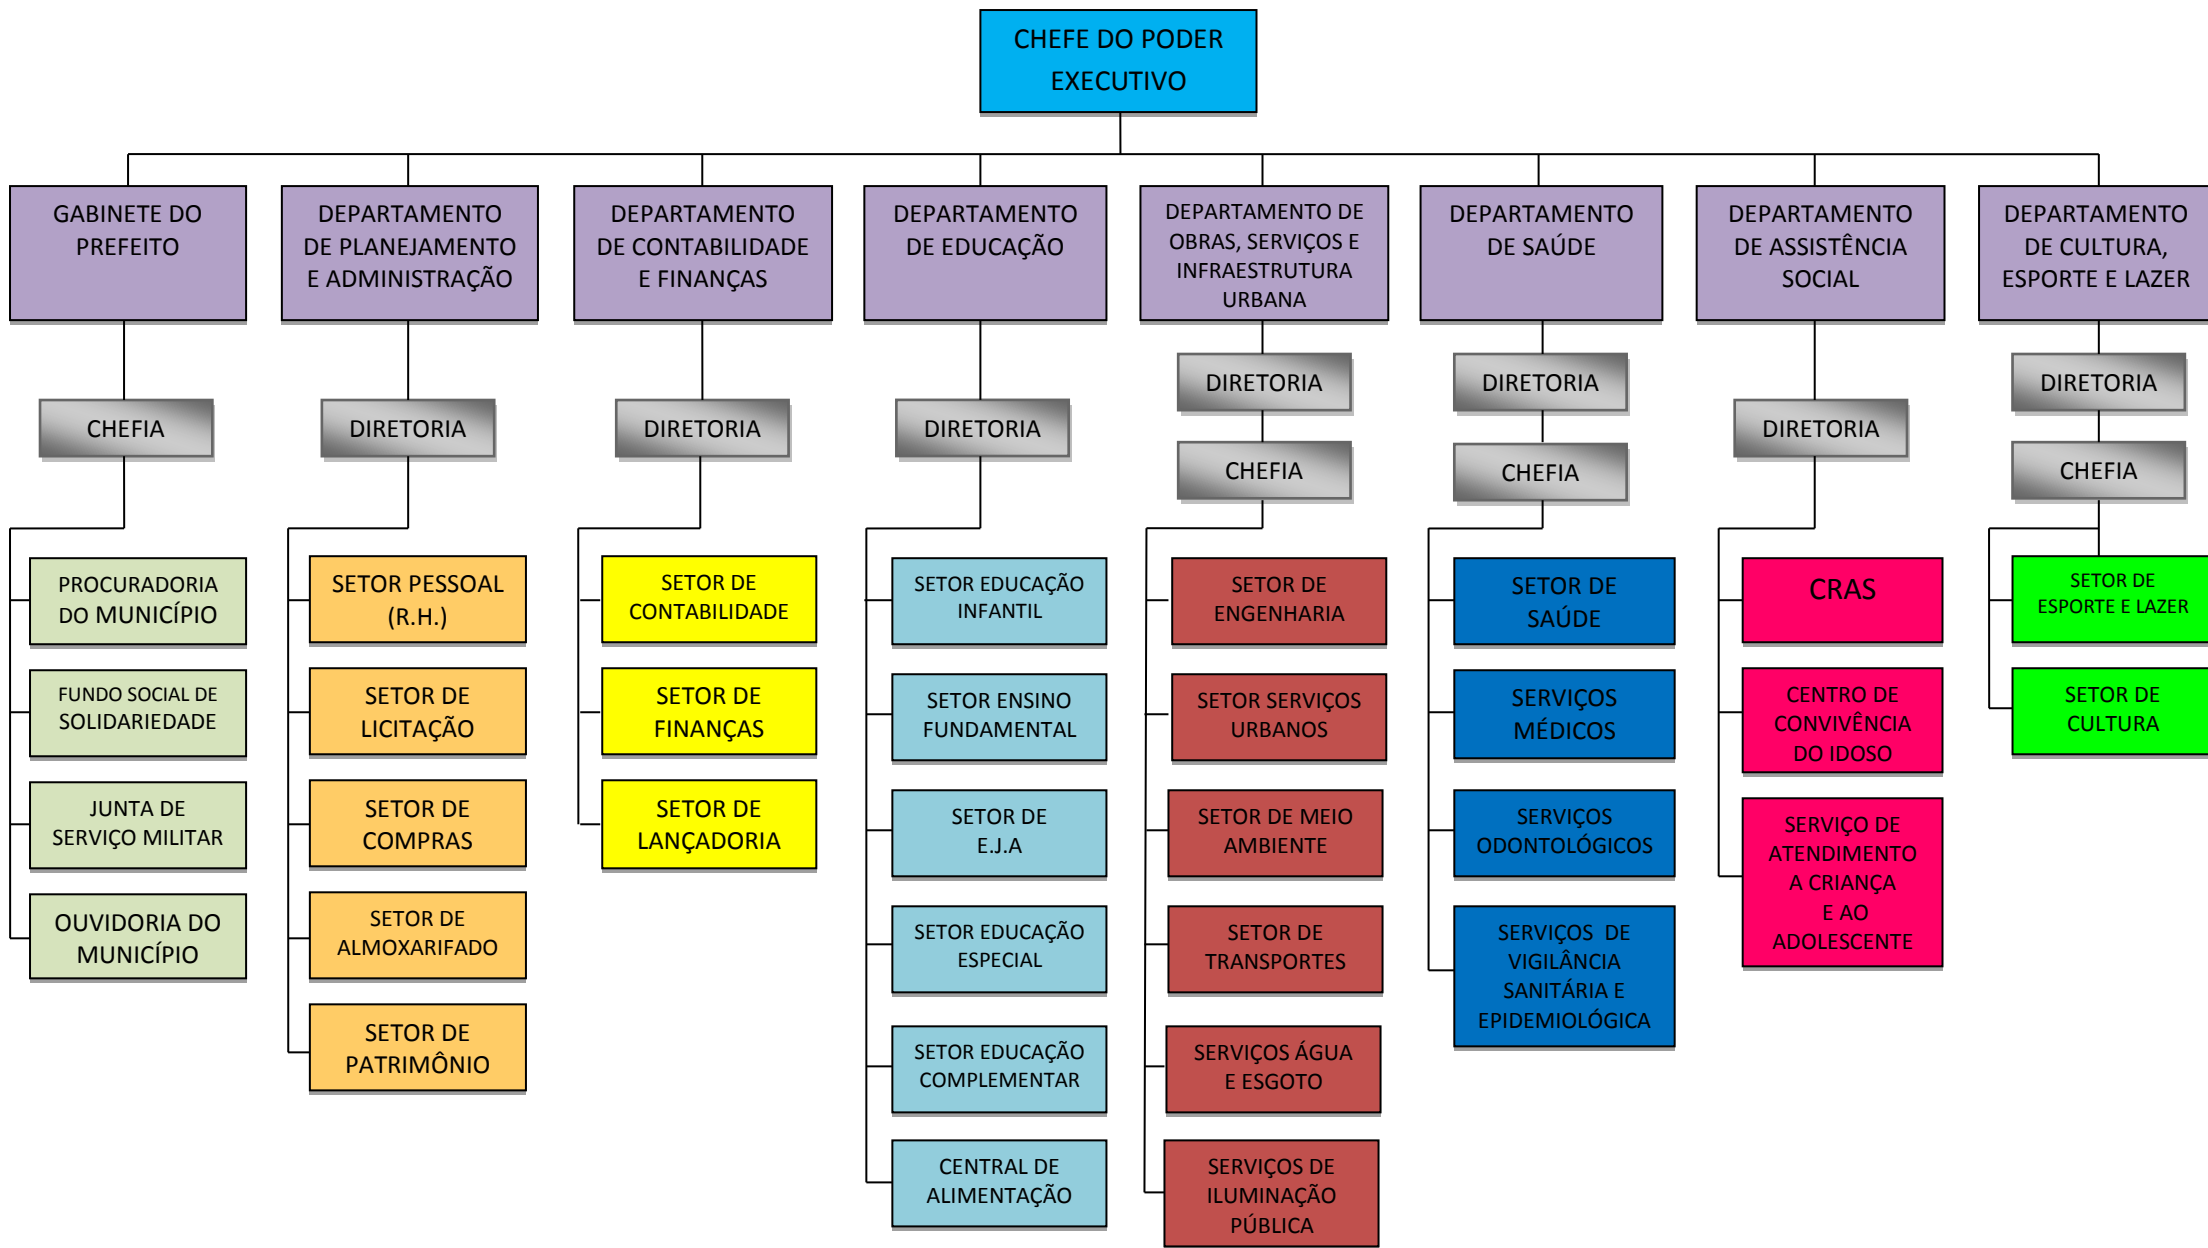 CHEFE DO PODER
EXECUTIVO
GABINETE DO
PREFEITO
DEPARTAMENTO
DE PLANEJAMENTO
E ADMINISTRAÇÃO
DEPARTAMENTO
DE CONTABILIDADE
E FINANÇAS
DEPARTAMENTO
DE EDUCAÇÃO
DEPARTAMENTO DE
OBRAS, SERVIÇOS E
INFRAESTRUTURA
URBANA
DEPARTAMENTO
DE SAÚDE
DEPARTAMENTO
DE ASSISTÊNCIA
SOCIAL
DEPARTAMENTO
DE CULTURA,
ESPORTE E LAZER
CHEFIA
DIRETORIA
DIRETORIA
DIRETORIA
DIRETORIA
CHEFIA
DIRETORIA
CHEFIA
DIRETORIA
DIRETORIA
CHEFIA
PROCURADORIA
DO MUNICÍPIO
FUNDO SOCIAL DE
SOLIDARIEDADE
JUNTA DE
SERVIÇO MILITAR
OUVIDORIA DO
MUNICÍPIO
SETOR PESSOAL
(R.H.)
SETOR DE
LICITAÇÃO
SETOR DE
COMPRAS
SETOR DE
ALMOXARIFADO
SETOR DE
PATRIMÔNIO
SETOR DE
CONTABILIDADE
SETOR DE
FINANÇAS
SETOR DE
LANÇADORIA
SETOR EDUCAÇÃO
INFANTIL
SETOR ENSINO
FUNDAMENTAL
SETOR DE
E.J.A
SETOR EDUCAÇÃO
ESPECIAL
SETOR EDUCAÇÃO
COMPLEMENTAR
CENTRAL DE
ALIMENTAÇÃO
SETOR DE
ENGENHARIA
SETOR SERVIÇOS
URBANOS
SETOR DE MEIO
AMBIENTE
SETOR DE
TRANSPORTES
SERVIÇOS ÁGUA
E ESGOTO
SERVIÇOS DE
ILUMINAÇÃO
PÚBLICA
SETOR DE
SAÚDE
SERVIÇOS
MÉDICOS
SERVIÇOS
ODONTOLÓGICOS
SERVIÇOS DE
VIGILÂNCIA
SANITÁRIA E
EPIDEMIOLÓGICA
CRAS
CENTRO DE
CONVIVÊNCIA
DO IDOSO
SERVIÇO DE
ATENDIMENTO
A CRIANÇA
E AO
ADOLESCENTE
SETOR DE
ESPORTE E LAZER
SETOR DE
CULTURA